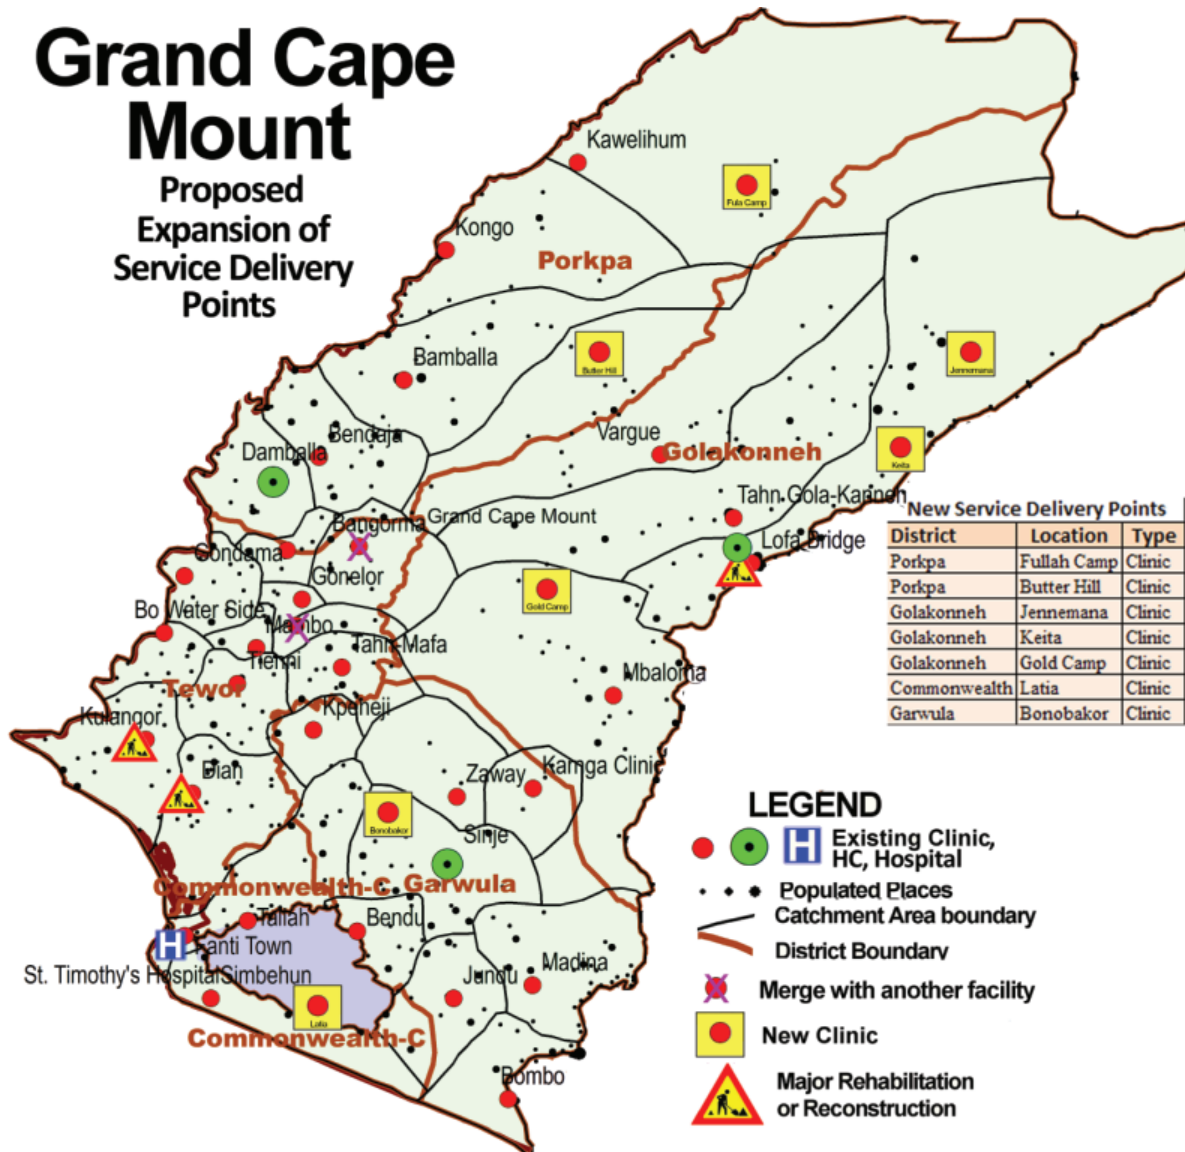 Grand Cape
Mount
Proposed
Expansion of
Service Delivery
Points
Kawelihum
Fula Camp
Kongo
Porkpa
Butter Hill
Jennemana
Bamballa
Vargue
Bendaja
Damballa
Golakonneh
Keita
Tahn Gola-Kanneh
Grand Cape Mount
Bangorma
Lofa Bridge
Gondama
Gonelor
Gold Camp
Bo Water Side
Mambo
Tahn-Mafa
Tienni
Mbaloma
Tewor
Kulangor
Kpeneji
Dian
Zaway
Kamga Clinic
Bonobakor
Sinje
Commonwealth-C
Garwula
Tallah
Bendu
Fanti Town
St. Timothy's Hospital
Simbehun
Jundu
Madina
Latia
Commonwealth-C
Bombo
New Service Delivery Points
District Location Type
Porkpa Fullah Camp Clinic
Porkpa Butter Hill Clinic
Golakonneh Jennemana Clinic
Golakonneh Keita Clinic
Golakonneh Gold Camp Clinic
Commonwealth Latia Clinic
Garwula Bonobakor Clinic
LEGEND
H
H
Existing Clinic,
HC, Hospital
Populated Places
Catchment Area boundary
District Boundary
Merge with another facility
New Clinic
Major Rehabilitation
or Reconstruction